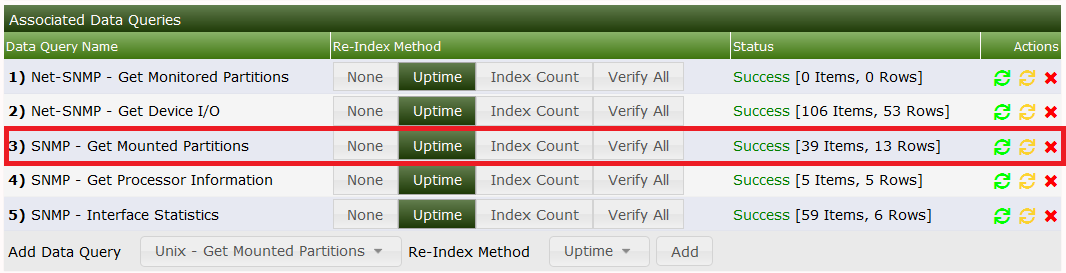 Associated Data Queries
Data Query Name Re-Index Method Status Actions
1) Net-SNMP - Get Monitored Partitions None Uptime Index Count Verify All Success [0 Items, 0 Rows]
2) Net-SNMP - Get Device I/O None Uptime Index Count Verify All Success [106 Items, 53 Rows]
3) SNMP - Get Mounted Partitions None Uptime Index Count Verify All Success [39 Items, 13 Rows]
4) SNMP - Get Processor Information None Uptime Index Count Verify All Success [5 Items, 5 Rows]
5) SNMP - Interface Statistics None Uptime Index Count Verify All Success [59 Items, 6 Rows]
Add Data Query Unix - Get Mounted Partitions Re-Index Method Uptime Add